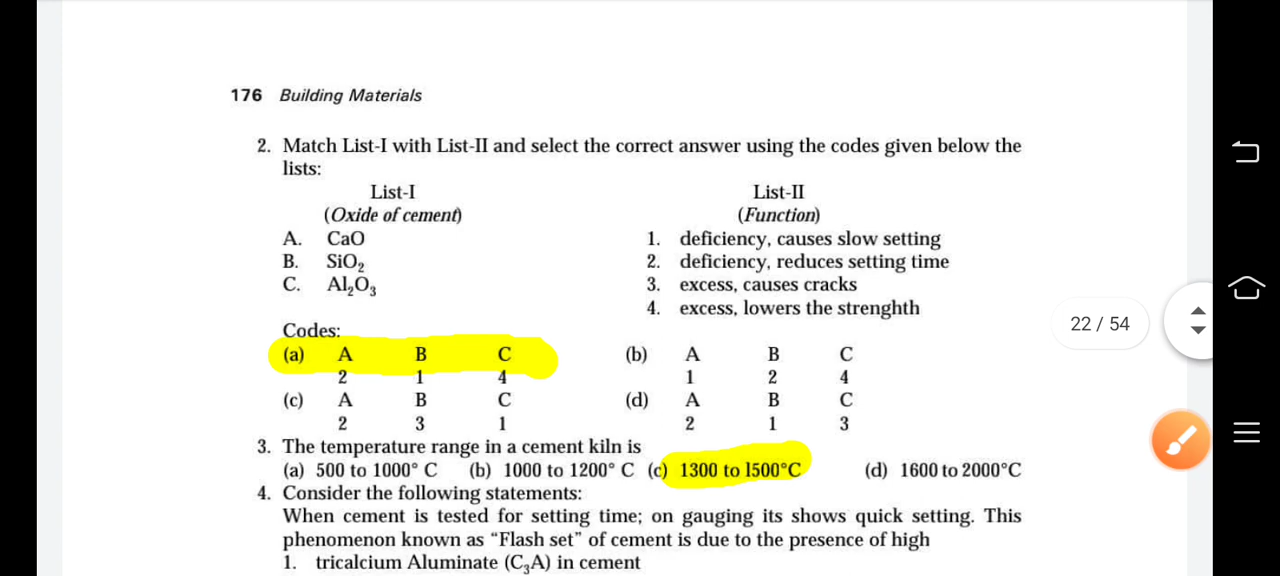 176 Building Materials
2. Match List-I with List-II and select the correct answer using the codes given below the
lists:
List-I List-II
(Oxide of cement) (Function)
A. CaO 1. deficiency, causes slow setting
B. SiO₂ 2. deficiency, reduces setting time
C. Al₂O₃ 3. excess, causes cracks
4. excess, lowers the strenghth
Codes:
(a) A B C (b) A B C
2 1 4 1 2 4
(c) A B C (d) A B C
2 3 1 2 1 3
3. The temperature range in a cement kiln is
(a) 500 to 1000° C (b) 1000 to 1200° C (c) 1300 to l500°C (d) 1600 to 2000°C
4. Consider the following statements:
When cement is tested for setting time; on gauging its shows quick setting. This
phenomenon known as “Flash set” of cement is due to the presence of high
1. tricalcium Aluminate (C₃A) in cement
22 / 54